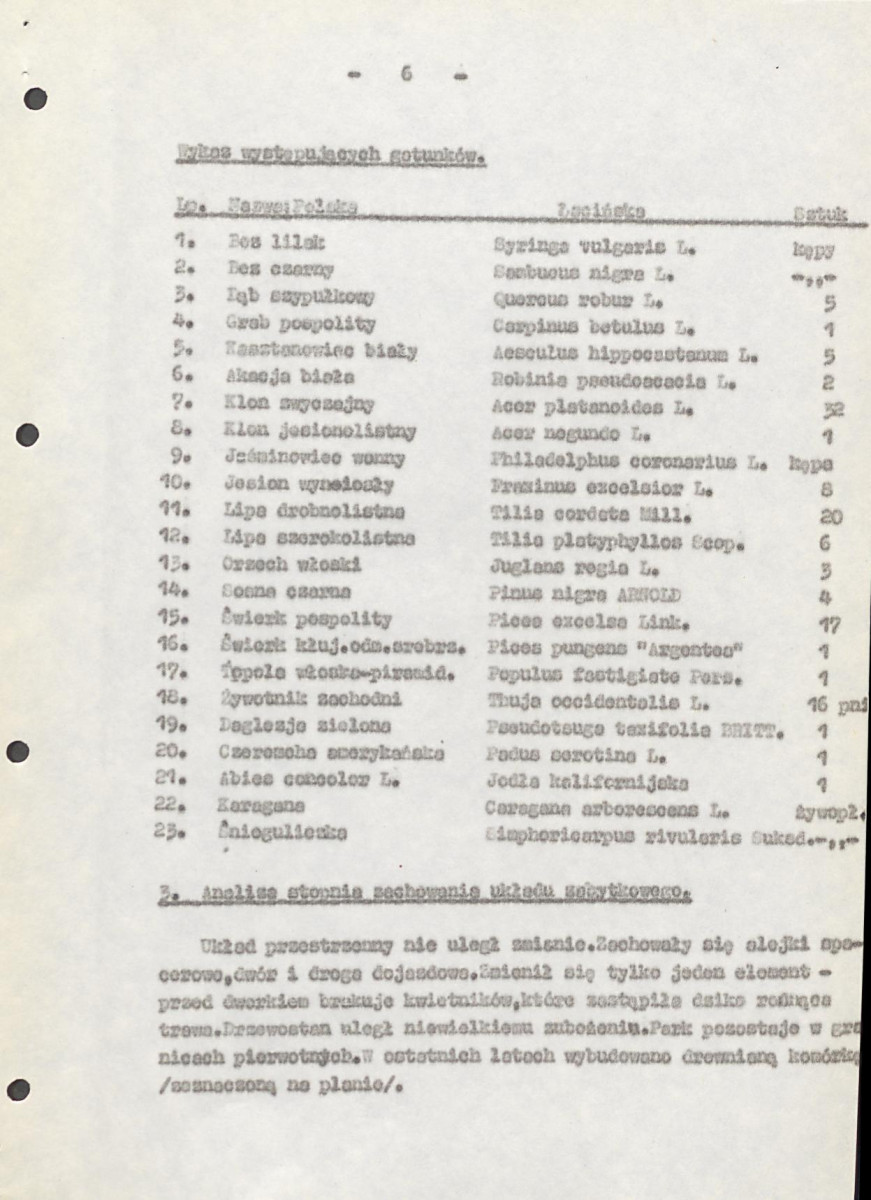 - 6 -
Wykaz występujących gatunków.
Lp. Nazwa:Polska Łacińska Sztuk
1. Bez lilak Syringa vulgaris L. kępy
2. Bez czarny Sambucus nigra L. -,,-
3. Dąb szypułkowy Quercus robur L. 5
4. Grab pospolity Carpinus betulus L. 1
5. Kasztanowiec biały Aesculus hippocastanum L. 5
6. Akacja biała Robinia pseudoacacia L. 2
7. Klon zwyczajny Acer platanoides L. 32
8. Klon jesionolistny Acer negundo L. 1
9. Jaśminowiec wonny Philadelphus coronarius L. kępa
10. Jesion wyniosły Fraxinus excelsior L. 8
11. Lipa drobnolistna Tilia cordata Mill. 20
12. Lipa szerokolistna Tilia platyphyllos Scop. 6
13. Orzech włoski Juglans regia L. 3
14. Sosna czarna Pinus nigra ARNOLD 4
15. Świerk pospolity Picea excelsa Link. 17
16. Świerk kłuj.odm.srebrz. Picea pungens "Argentea" 1
17. Topola włoska-piramid. Populus fastigiata Pers. 1
18. Żywotnik zachodni Thuja occidentalis L. 16 pni
19. Daglezja zielona Pseudotsuga taxifolia BRITT. 1
20. Czeremcha amerykańska Padus serotina L. 1
21. Abies concolor L. Jodła kalifornijska 1
22. Karagana Caragana arborescens L. żywopł.
23. Śnieguliczka Simphoricarpus rivularis Suksd.-,,-
3. Analiza stopnia zachowania układu zabytkowego.
Układ przestrzenny nie uległ zmianie.Zachowały się alejki spa-
cerowe,dwór i droga dojazdowa.Zmienił się tylko jeden element -
przed dworkiem brakuje kwietników,które zastąpiła dziko rosnąca
trawa.Drzewostan uległ niewielkiemu zubożeniu.Park pozostaje w gra
nicach pierwotnych.W ostatnich latach wybudowano drewnianą komórkę
/zaznaczoną na planie/.